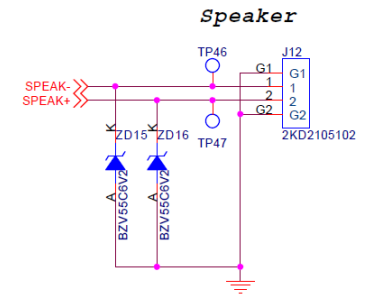 Speaker
TP46
J12
G1
G1
SPEAK-
1
1
SPEAK+
2
2
G2
G2
K
ZD15
K
ZD16
TP47
2KD2105102
A
BZV55C6V2
A
BZV55C6V2